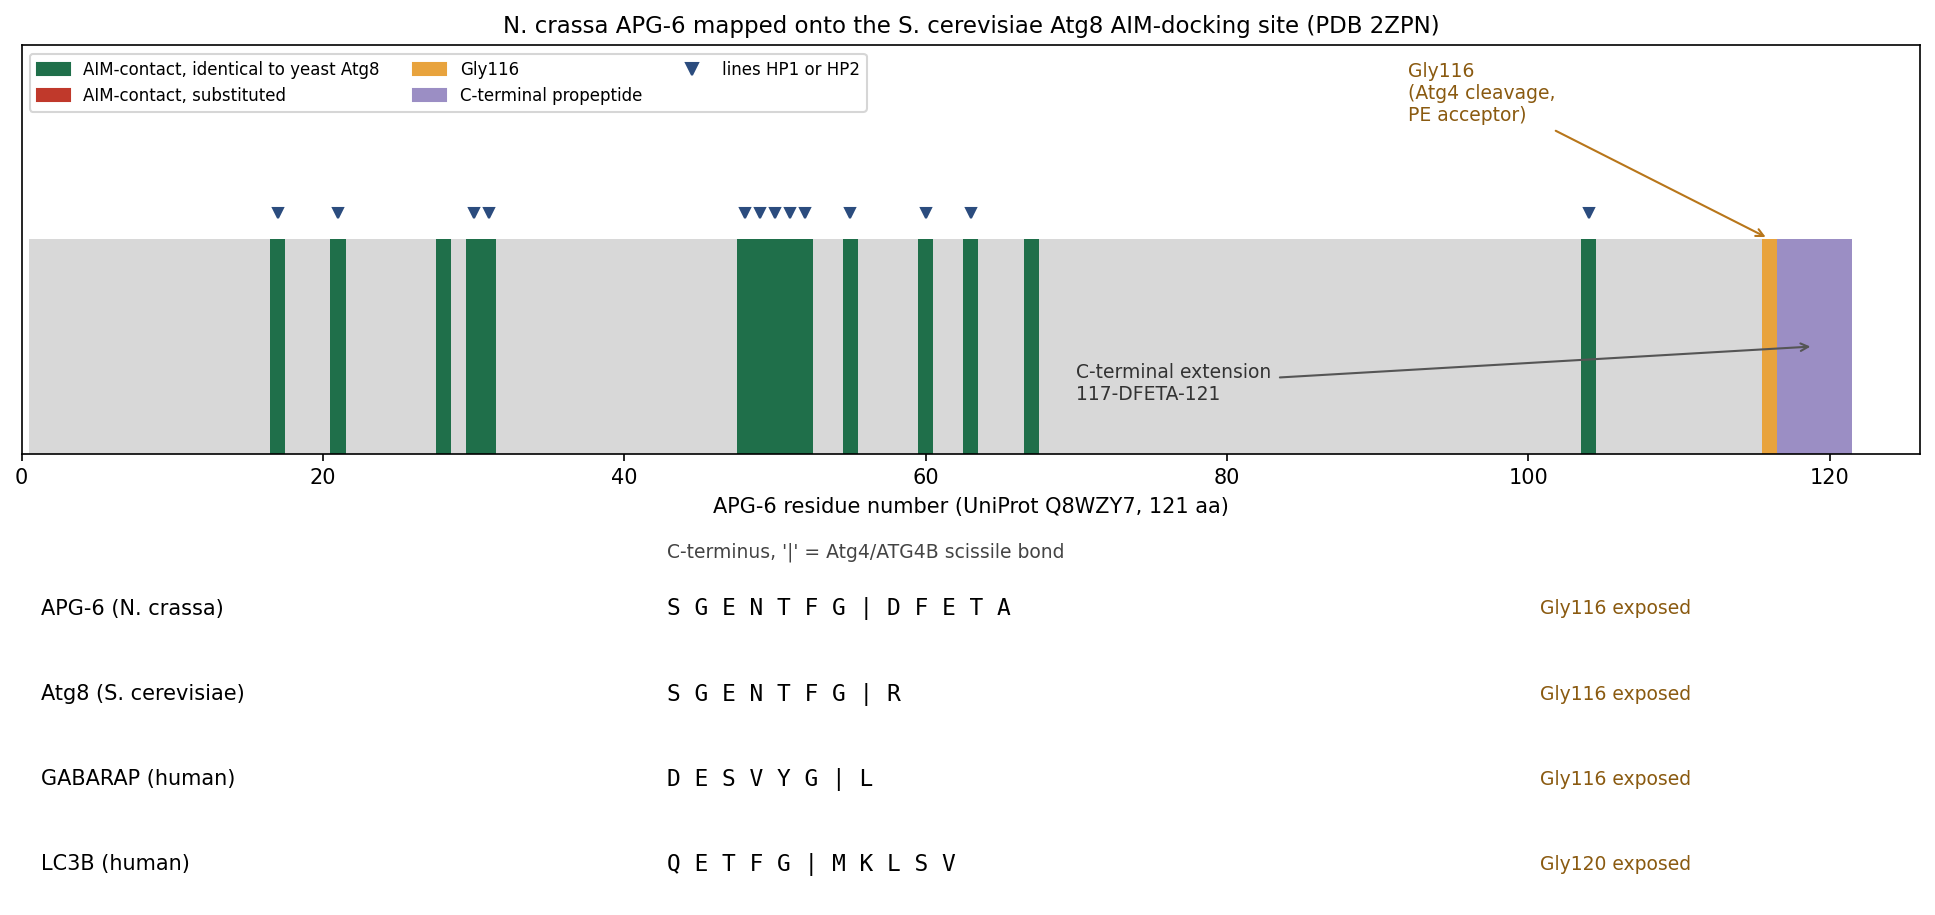 N. crassa APG-6 mapped onto the S. cerevisiae Atg8 AIM-docking site (PDB 2ZPN)
AIM-contact, identical to yeast Atg8
AIM-contact, substituted
Gly116
C-terminal propeptide
lines HP1 or HP2
Gly116
(Atg4 cleavage,
PE acceptor)
C-terminal extension
117-DFETA-121
0 20 40 60 80 100 120
APG-6 residue number (UniProt Q8WZY7, 121 aa)
C-terminus, '|' = Atg4/ATG4B scissile bond
APG-6 (N. crassa) S G E N T F G | D F E T A Gly116 exposed
Atg8 (S. cerevisiae) S G E N T F G | R Gly116 exposed
GABARAP (human) D E S V Y G | L Gly116 exposed
LC3B (human) Q E T F G | M K L S V Gly120 exposed